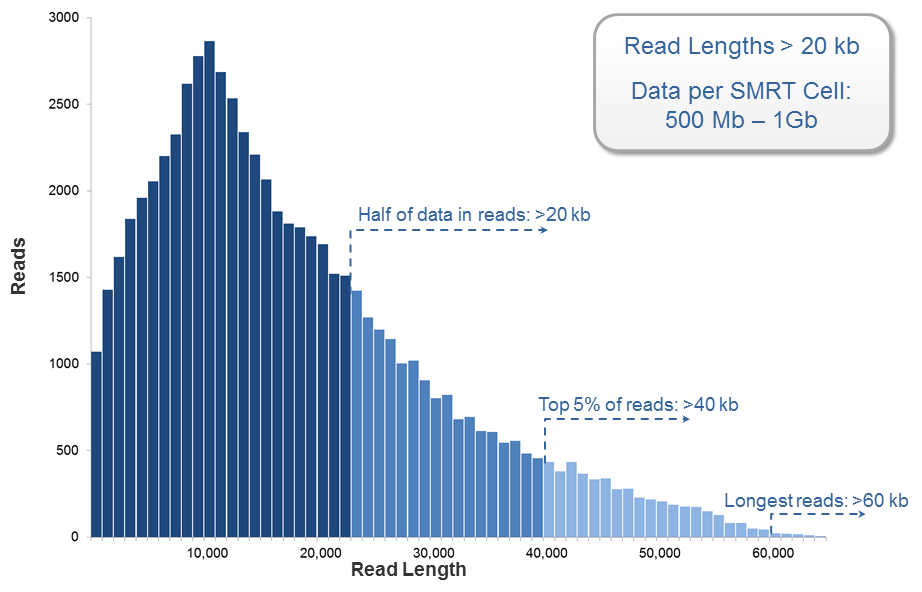 3000
2500
2000
1500
1000
500
0
Reads
10,000
20,000
30,000
40,000
50,000
60,000
Read Length
Read Lengths > 20 kb
Data per SMRT Cell:
500 Mb – 1Gb
Half of data in reads: >20 kb
Top 5% of reads: >40 kb
Longest reads: >60 kb